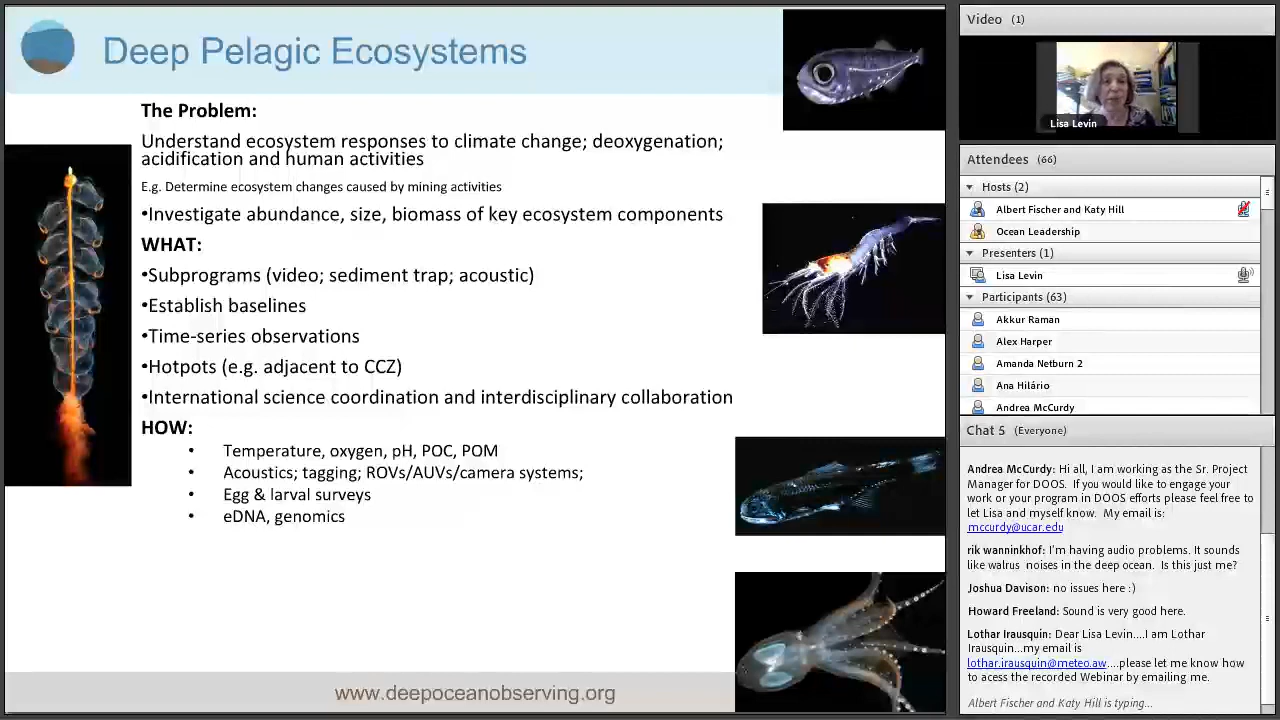 Deep Pelagic Ecosystems
The Problem:
Understand ecosystem responses to climate change; deoxygenation;
acidification and human activities
E.g. Determine ecosystem changes caused by mining activities
•Investigate abundance, size, biomass of key ecosystem components
WHAT:
•Subprograms (video; sediment trap; acoustic)
•Establish baselines
•Time-series observations
•Hotpots (e.g. adjacent to CCZ)
•International science coordination and interdisciplinary collaboration
HOW:
• Temperature, oxygen, pH, POC, POM
• Acoustics; tagging; ROVs/AUVs/camera systems;
• Egg & larval surveys
• eDNA, genomics
www.deepoceanobserving.org
Video (1)
Lisa Levin
Attendees (66)
Hosts (2)
Albert Fischer and Katy Hill
Ocean Leadership
Presenters (1)
Lisa Levin
Participants (63)
Akkur Raman
Alex Harper
Amanda Netburn 2
Ana Hilário
Andrea McCurdy
Chat 5 (Everyone)
Andrea McCurdy: Hi all, I am working as the Sr. Project
Manager for DOOS. If you would like to engage your
work or your program in DOOS efforts please feel free to
let Lisa and myself know. My email is:
mccurdy@ucar.edu
rik wanninkhof: I'm having audio problems. It sounds
like walrus noises in the deep ocean. Is this just me?
Joshua Davison: no issues here :)
Howard Freeland: Sound is very good here.
Lothar Irausquin: Dear Lisa Levin....I am Lothar
Irausquin...my email is
lothar.irausquin@meteo.aw....please let me know how
to acess the recorded Webinar by emailing me.
Albert Fischer and Katy Hill is typing...